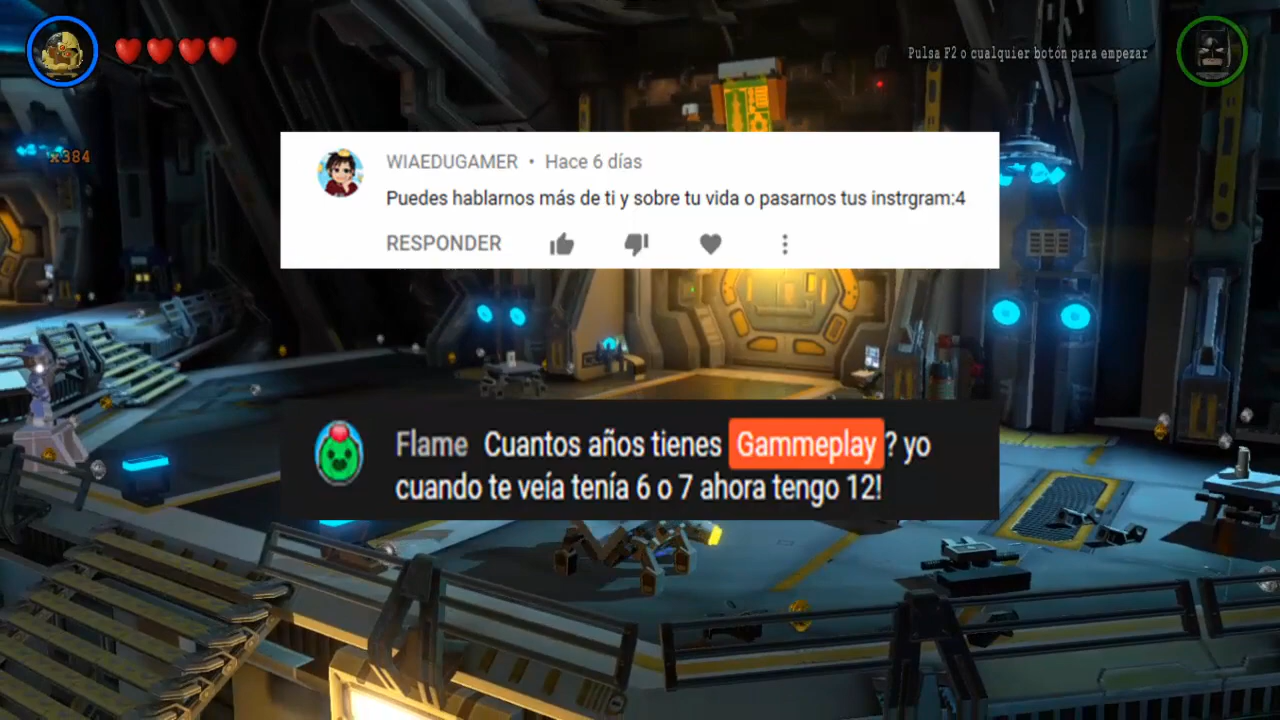 Pulsa F2 o cualquier botón para empezar
x384
WIAEDUGAMER • Hace 6 días
Puedes hablarnos más de ti y sobre tu vida o pasarnos tus instrgram:4
RESPONDER
Flame Cuantos años tienes Gammeplay ? yo
cuando te veía tenía 6 o 7 ahora tengo 12!